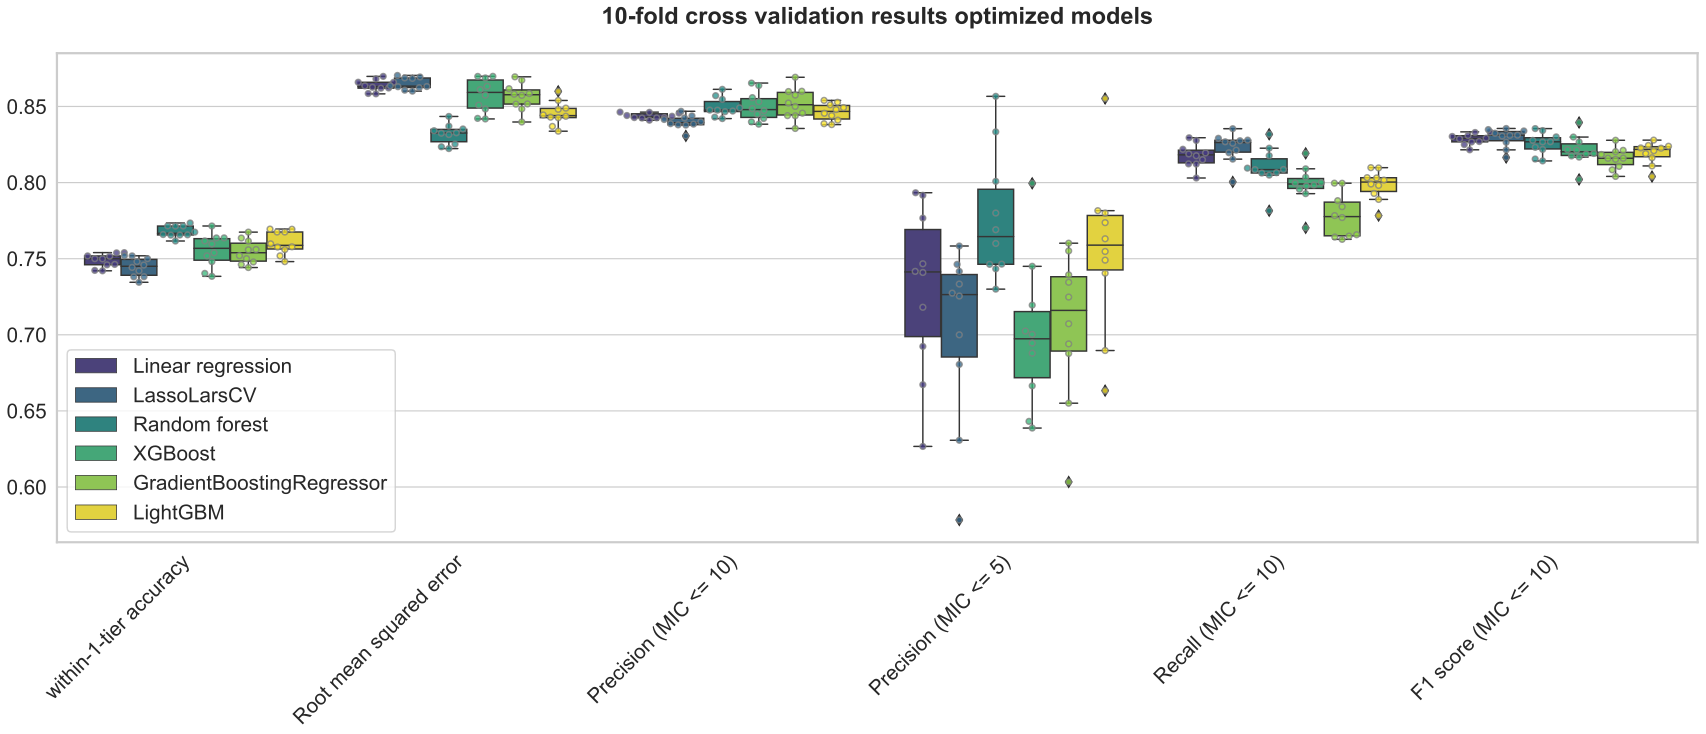 10-fold cross validation results optimized models
0.85
0.80
0.75
0.70
0.65
0.60
Linear regression
LassoLarsCV
Random forest
XGBoost
GradientBoostingRegressor
LightGBM
within-1-tier accuracy
Root mean squared error
Precision (MIC <= 10)
Precision (MIC <= 5)
Recall (MIC <= 10)
F1 score (MIC <= 10)